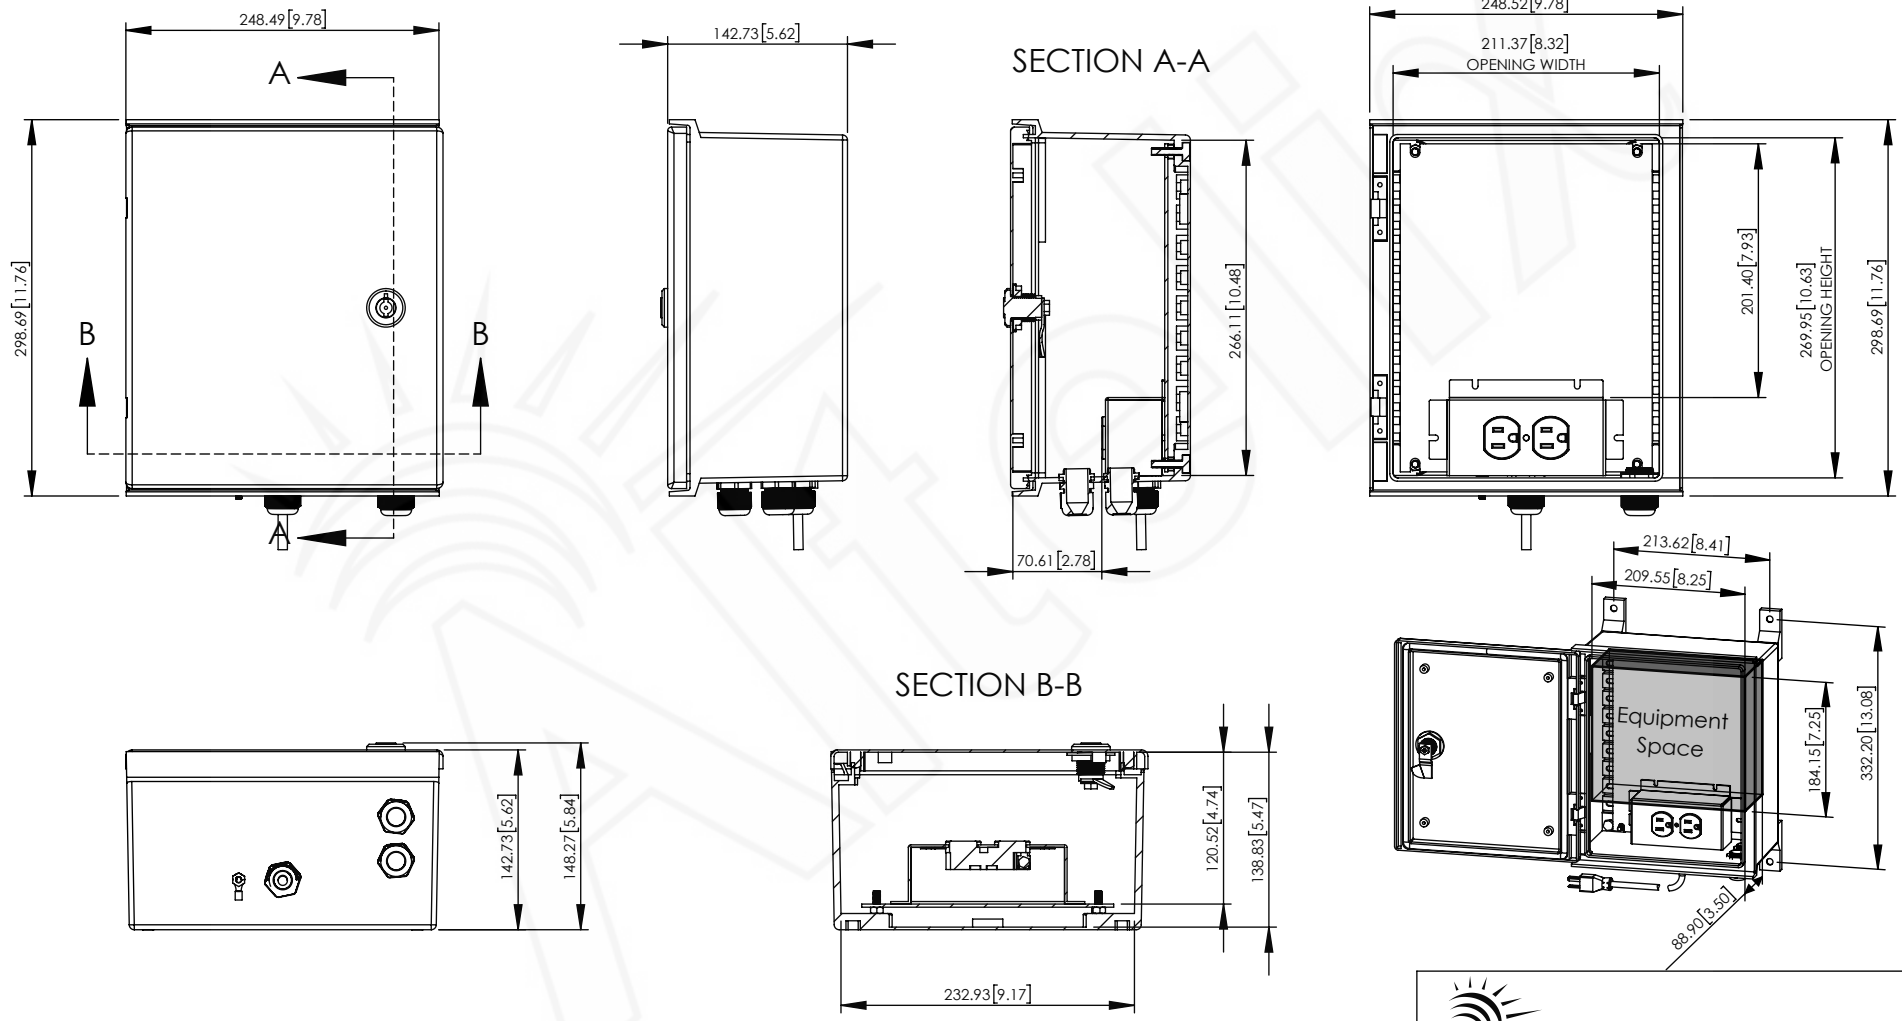 248.49[9.78]
A
298.69[11.76]
B
B
A
142.73[5.62]
SECTION A-A
266.11[10.48]
70.61[2.78]
248.52[9.78]
211.37[8.32]
OPENING WIDTH
201.40[7.93]
269.95[10.63]
OPENING HEIGHT
298.69[11.76]
213.62[8.41]
209.55[8.25]
Equipment
Space
184.15[7.25]
332.20[13.08]
88.90[3.50]
142.73[5.62]
148.27[5.84]
SECTION B-B
120.52[4.74]
138.83[5.47]
232.93[9.17]
Altelix